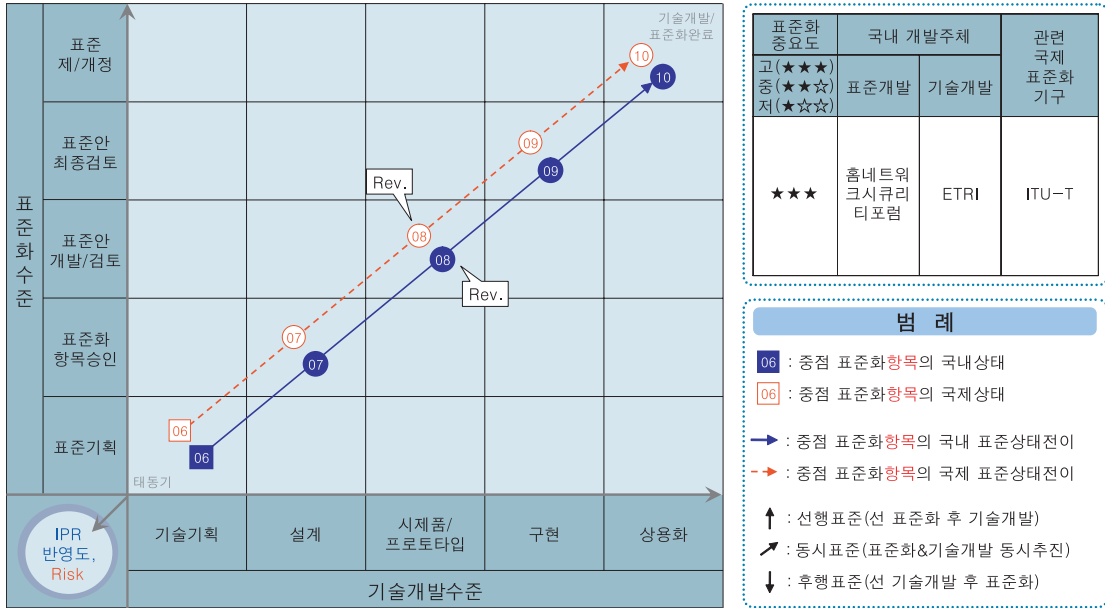 표준
제/개정
표준안
최종검토
표준안
개발/검토
표준화
항목승인
표준기획
표준화수준
기술개발/
표준화완료
10
10
09
09
Rev.
08
08
Rev.
07
07
06
06
태동기
IPR
반영도,
Risk
기술기획
설계
시제품/
프로토타입
구현
상용화
기술개발수준
표준화
중요도
국내 개발주체
관련
국제
표준화
기구
고(★★★)
중(★★☆)
저(★☆☆)
표준개발
기술개발
★★★
홈네트워
크시큐리
티포럼
ETRI
ITU-T
범 례
06 : 중점 표준화항목의 국내상태
06 : 중점 표준화항목의 국제상태
: 중점 표준화항목의 국내 표준상태전이
: 중점 표준화항목의 국제 표준상태전이
: 선행표준(선 표준화 후 기술개발)
: 동시표준(표준화&기술개발 동시추진)
: 후행표준(선 기술개발 후 표준화)